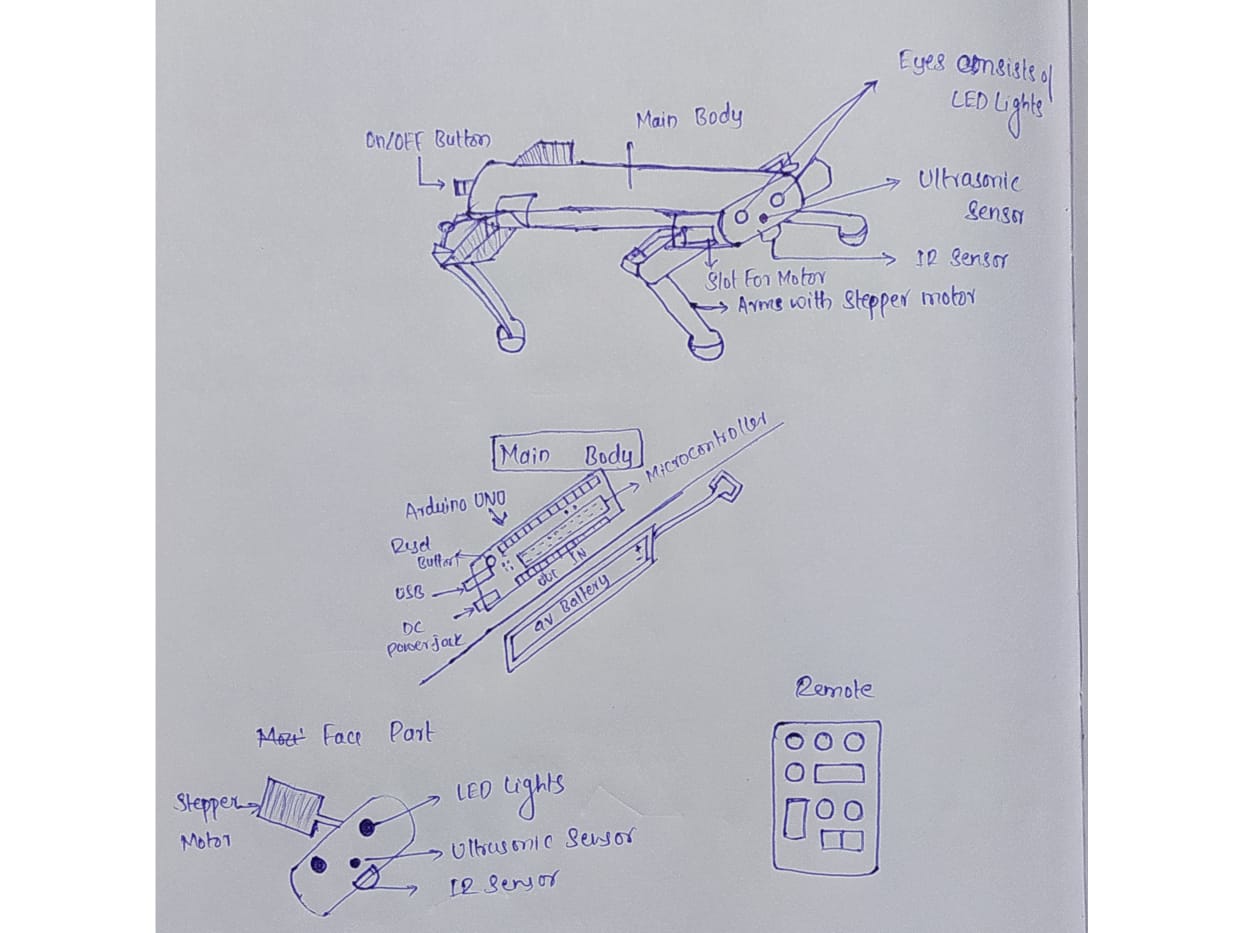 Eyes consists of
LED Lights
Main Body
On/OFF Button
Ultrasonic
Sensor
IR Sensor
Slot For Motor
Arms with Stepper motor
Main Body
Microcontroller
Arduino UNO
Reset
Button
USB
DC
Powerjack
IN
9V Battery
+
-
Remote
Face Part
Stepper
Motor
LED Lights
Ultrasonic Sensor
IR Sensor